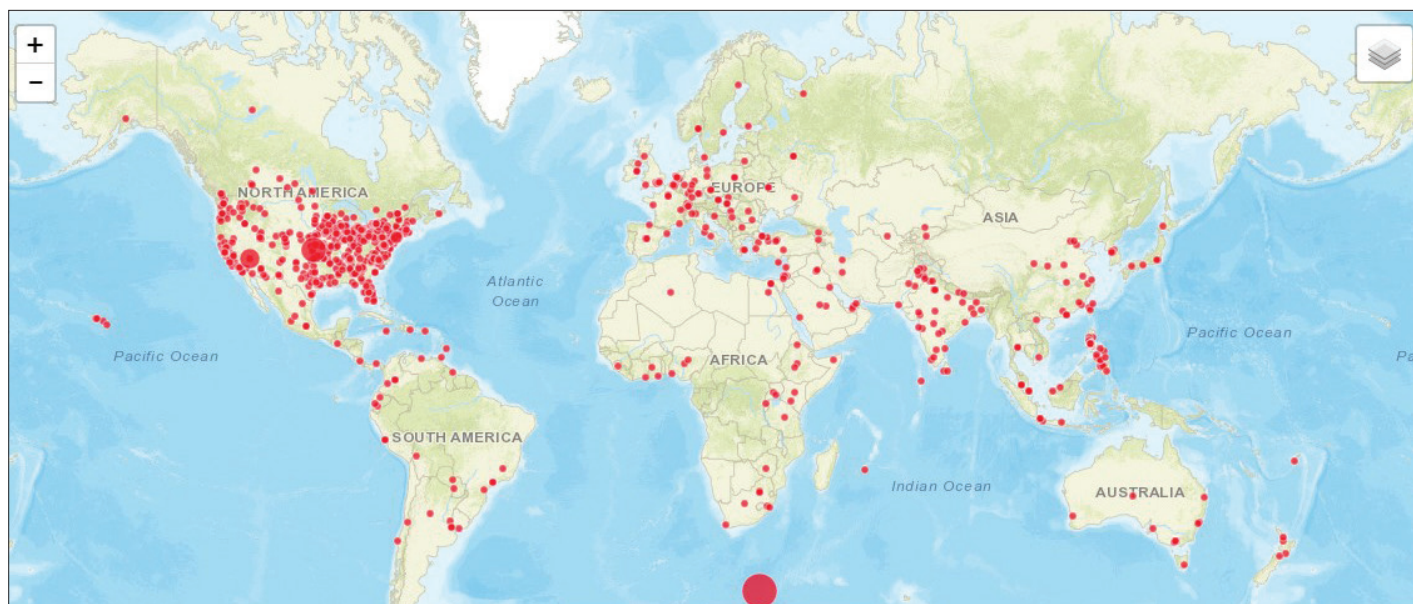 +
−
NORTH AMERICA
EUROPE
ASIA
Atlantic
Ocean
Pacific Ocean
Pacific Ocean
Pa
AFRICA
SOUTH AMERICA
Indian Ocean
AUSTRALIA